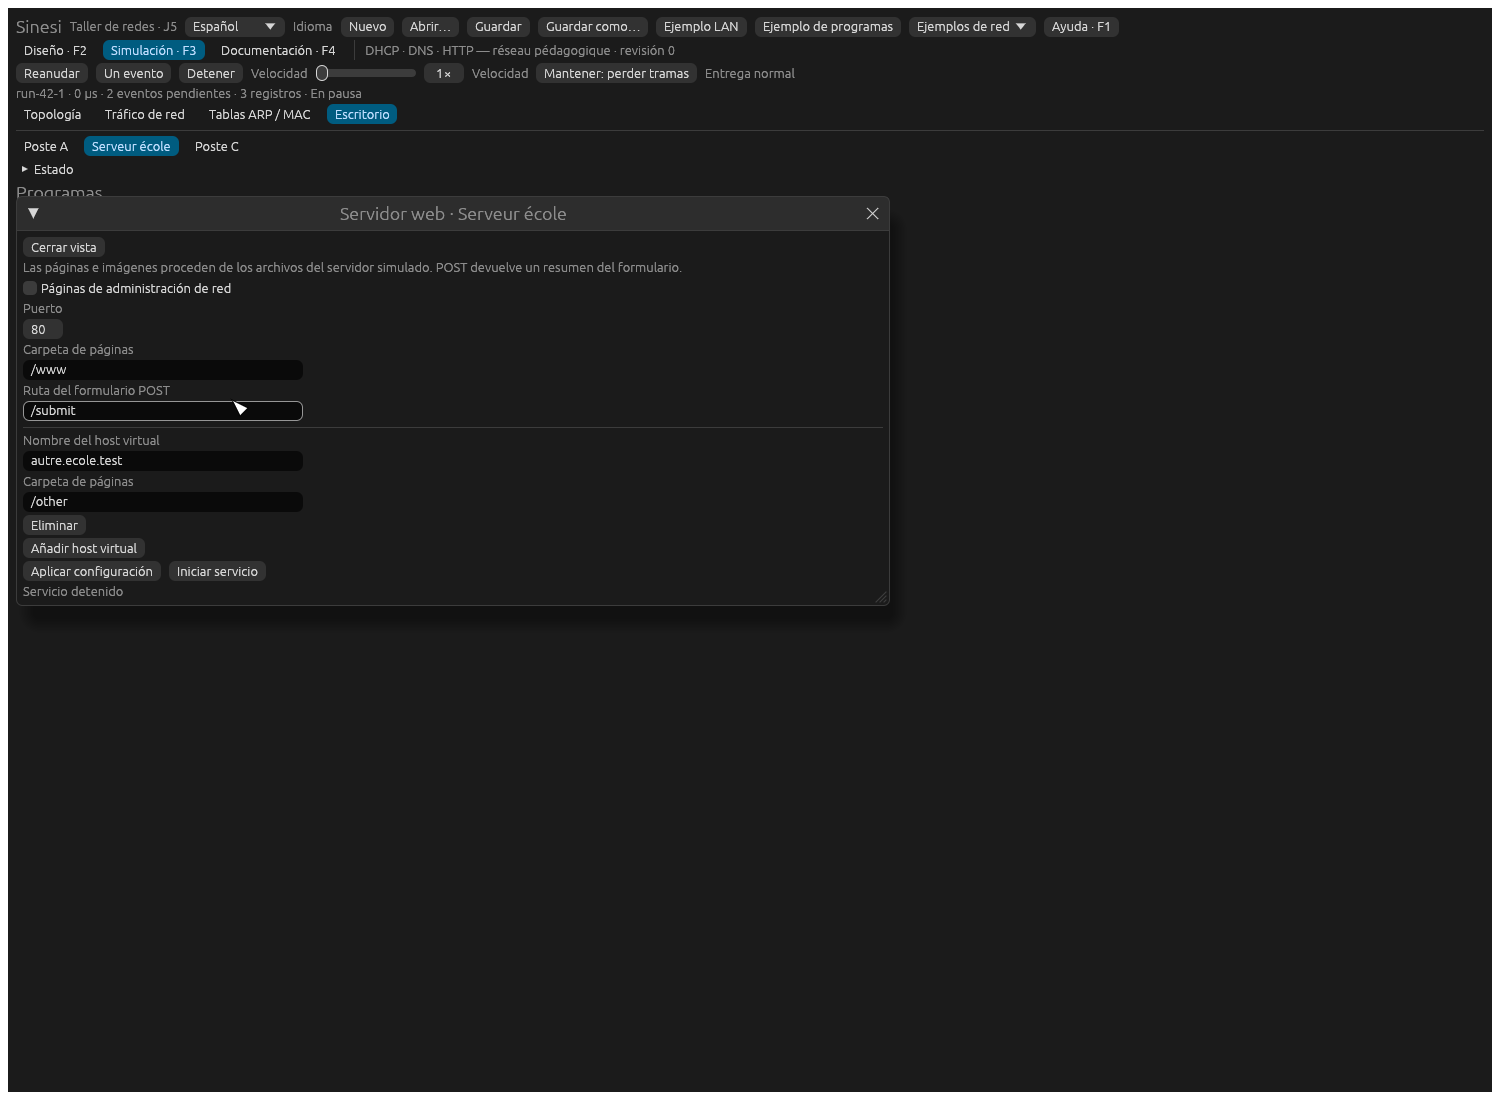 Sinesi Taller de redes · J5 Español Idioma Nuevo Abrir… Guardar Guardar como… Ejemplo LAN Ejemplo de programas Ejemplos de red Ayuda · F1
Diseño · F2 Simulación · F3 Documentación · F4 DHCP · DNS · HTTP — réseau pédagogique · revisión 0
Reanudar Un evento Detener Velocidad 1× Velocidad Mantener: perder tramas Entrega normal
run-42-1 · 0 µs · 2 eventos pendientes · 3 registros · En pausa
Topología Tráfico de red Tablas ARP / MAC Escritorio
Poste A Serveur école Poste C
Estado
Programas
Servidor web · Serveur école
Cerrar vista
Las páginas e imágenes proceden de los archivos del servidor simulado. POST devuelve un resumen del formulario.
Páginas de administración de red
Puerto
80
Carpeta de páginas
/www
Ruta del formulario POST
/submit
Nombre del host virtual
autre.ecole.test
Carpeta de páginas
/other
Eliminar
Añadir host virtual
Aplicar configuración Iniciar servicio
Servicio detenido